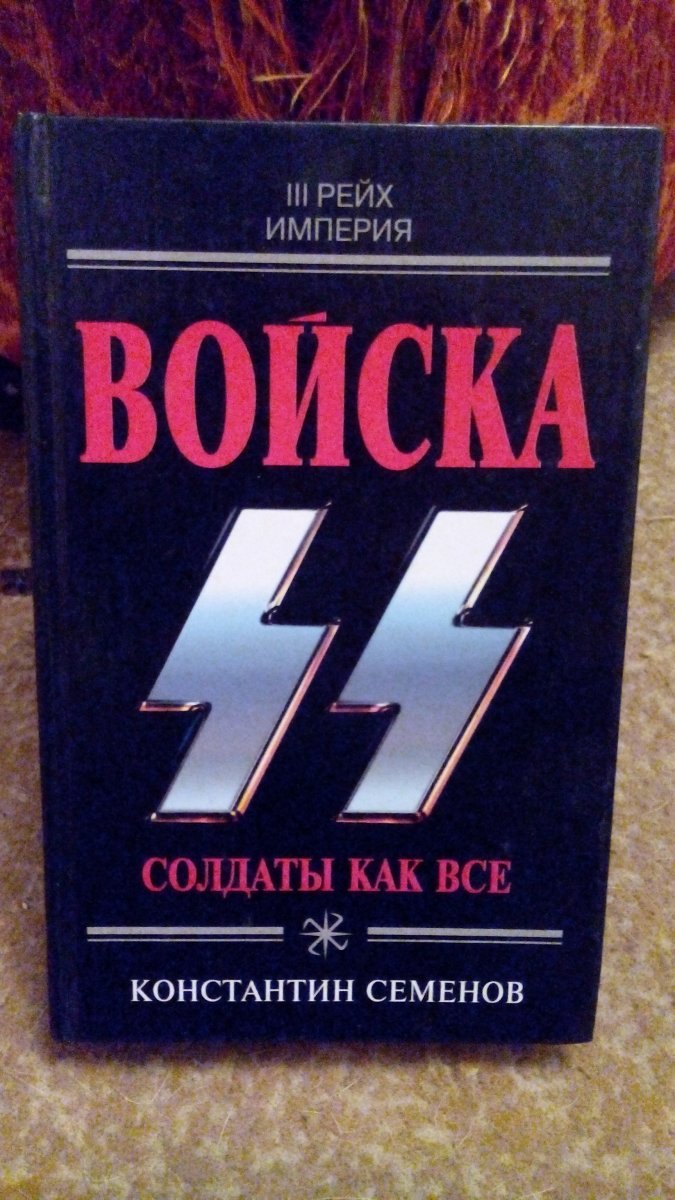 III РЕЙХ
ИМПЕРИЯ
ВОЙСКА
СОЛДАТЫ КАК ВСЕ
КОНСТАНТИН СЕМЕНОВ